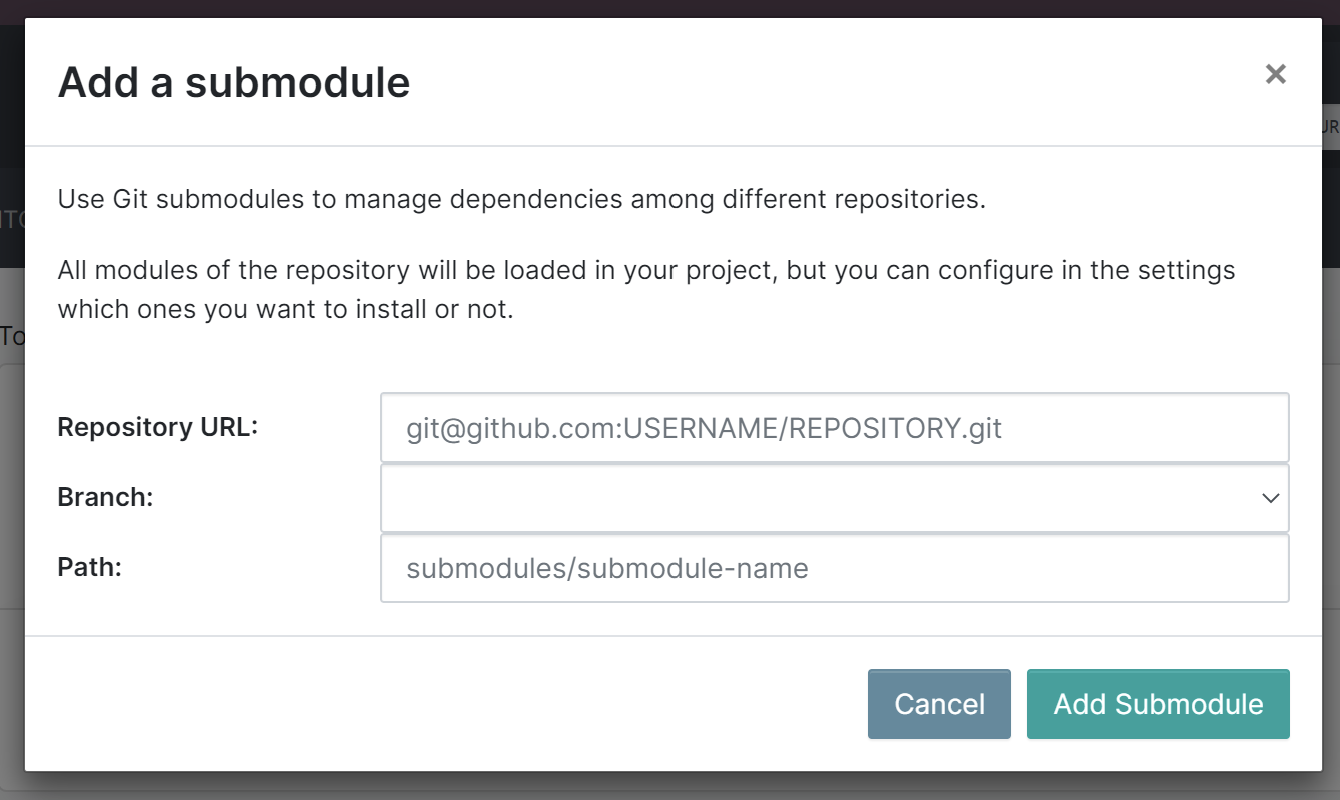 Add a submodule
×
Use Git submodules to manage dependencies among different repositories.
All modules of the repository will be loaded in your project, but you can configure in the settings
which ones you want to install or not.
Repository URL:
git@github.com:USERNAME/REPOSITORY.git
Branch:
Path:
submodules/submodule-name
Cancel
Add Submodule